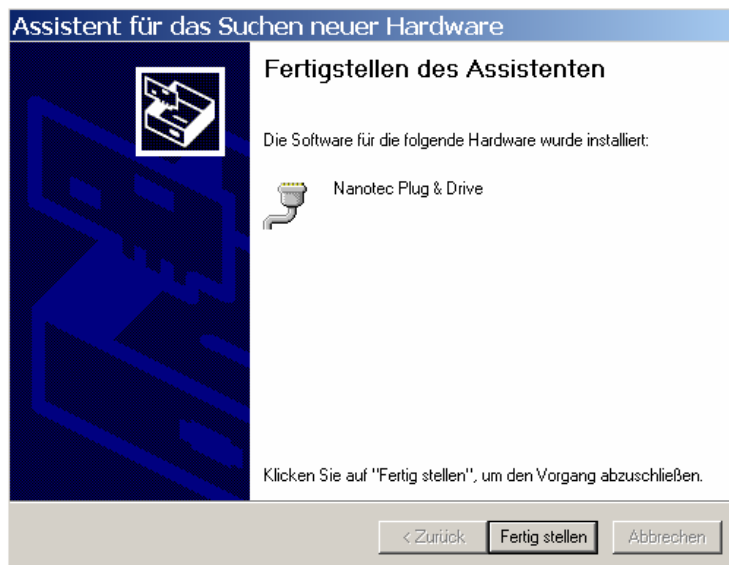 Assistent für das Suchen neuer Hardware
Fertigstellen des Assistenten
Die Software für die folgende Hardware wurde installiert:
Nanotec Plug & Drive
Klicken Sie auf "Fertig stellen", um den Vorgang abzuschließen.
< Zurück Fertig stellen Abbrechen